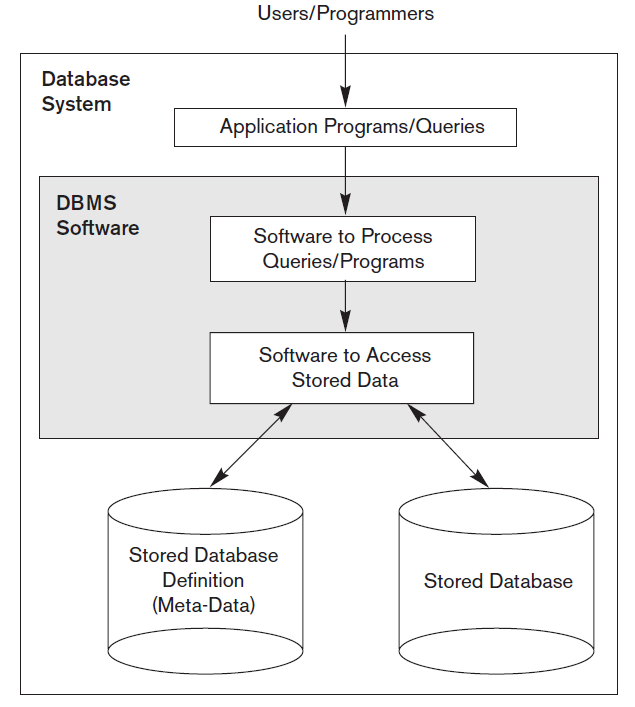 Users/Programmers
Database
System
Application Programs/Queries
DBMS
Software
Software to Process
Queries/Programs
Software to Access
Stored Data
Stored Database
Definition
(Meta-Data)
Stored Database